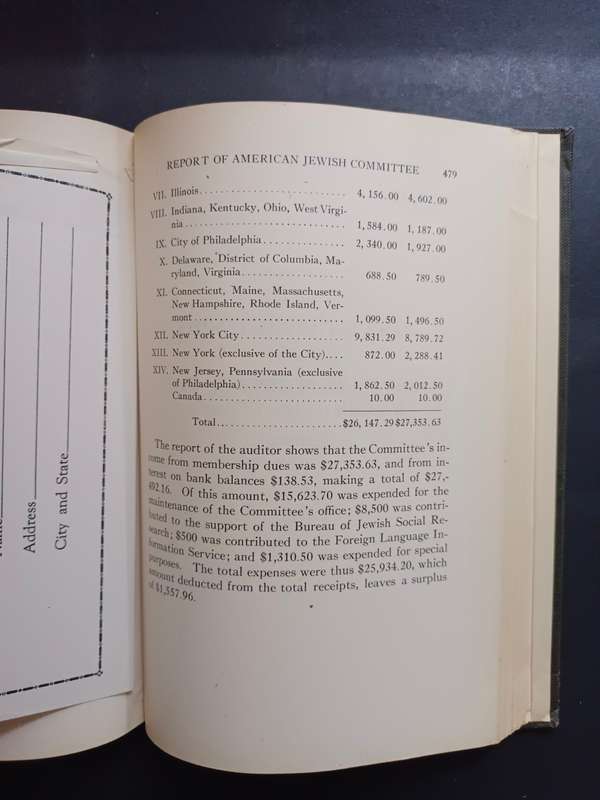 Name
Address
City and State
REPORT OF AMERICAN JEWISH COMMITTEE 479
VII. Illinois 4,156.00 4,602.00
VIII. Indiana, Kentucky, Ohio, West Virgi-
nia 1,584.00 1,187.00
IX. City of Philadelphia 2,340.00 1,927.00
X. Delaware, District of Columbia, Ma-
ryland, Virginia 688.50 789.50
XI. Connecticut, Maine, Massachusetts,
New Hampshire, Rhode Island, Ver-
mont 1,099.50 1,496.50
XII. New York City 9,831.29 8,789.72
XIII. New York (exclusive of the City) 872.00 2,288.41
XIV. New Jersey, Pennsylvania (exclusive
of Philadelphia) 1,862.50 2,012.50
Canada 10.00 10.00
Total $26,147.29 $27,353.63
The report of the auditor shows that the Committee's in-
come from membership dues was $27,353.63, and from in-
terest on bank balances $138.53, making a total of $27,-
492.16. Of this amount, $15,623.70 was expended for the
maintenance of the Committee's office; $8,500 was contri-
buted to the support of the Bureau of Jewish Social Re-
search; $500 was contributed to the Foreign Language In-
formation Service; and $1,310.50 was expended for special
purposes. The total expenses were thus $25,934.20, which
amount deducted from the total receipts, leaves a surplus
of $1,557.96.